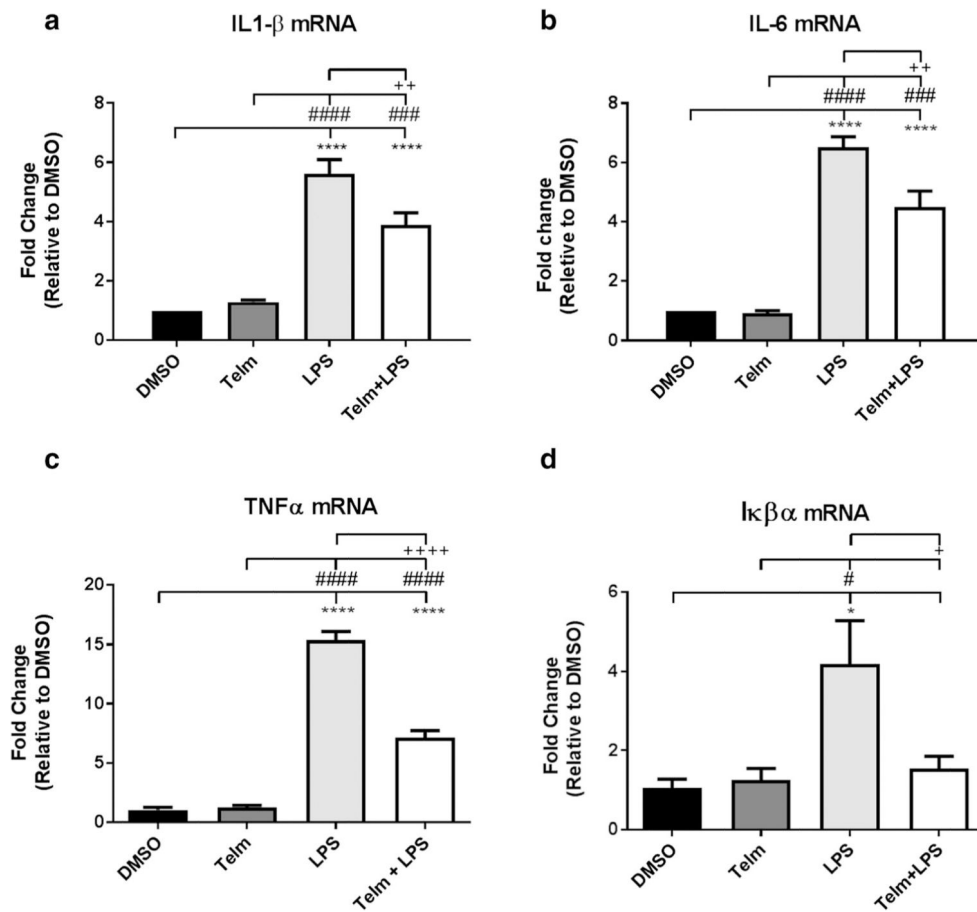 a
IL1-β mRNA
++
#### ###
**** ****
8
6
4
2
0
Fold Change
(Relative to DMSO)
DMSO
Telm
LPS
Telm+LPS
b
IL-6 mRNA
++
#### ###
**** ****
8
6
4
2
0
Fold change
(Reletive to DMSO)
DMSO
Telm
LPS
Telm+LPS
c
TNFα mRNA
++++
#### ####
**** ****
20
15
10
5
0
Fold Change
(Relative to DMSO)
DMSO
Telm
LPS
Telm + LPS
d
Iκβα mRNA
+
#
*
6
4
2
0
Fold Change
(Relative to DMSO)
DMSO
Telm
LPS
Telm+LPS